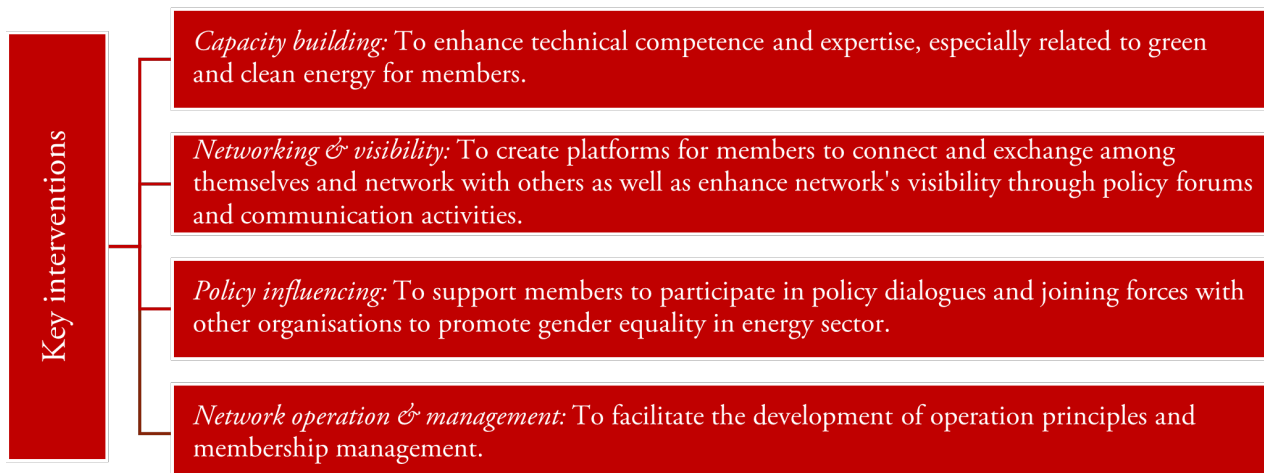 Key interventions
Capacity building: To enhance technical competence and expertise, especially related to green
and clean energy for members.
Networking & visibility: To create platforms for members to connect and exchange among
themselves and network with others as well as enhance network's visibility through policy forums
and communication activities.
Policy influencing: To support members to participate in policy dialogues and joining forces with
other organisations to promote gender equality in energy sector.
Network operation & management: To facilitate the development of operation principles and
membership management.